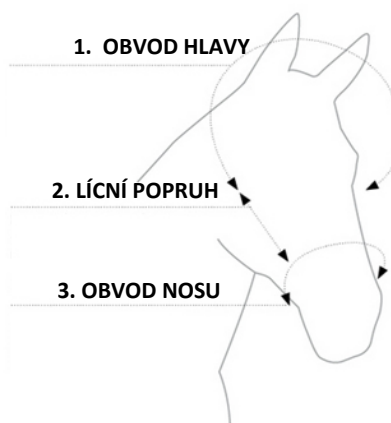 1. OBVOD HLAVY
2. LÍCNÍ POPRUH
3. OBVOD NOSU